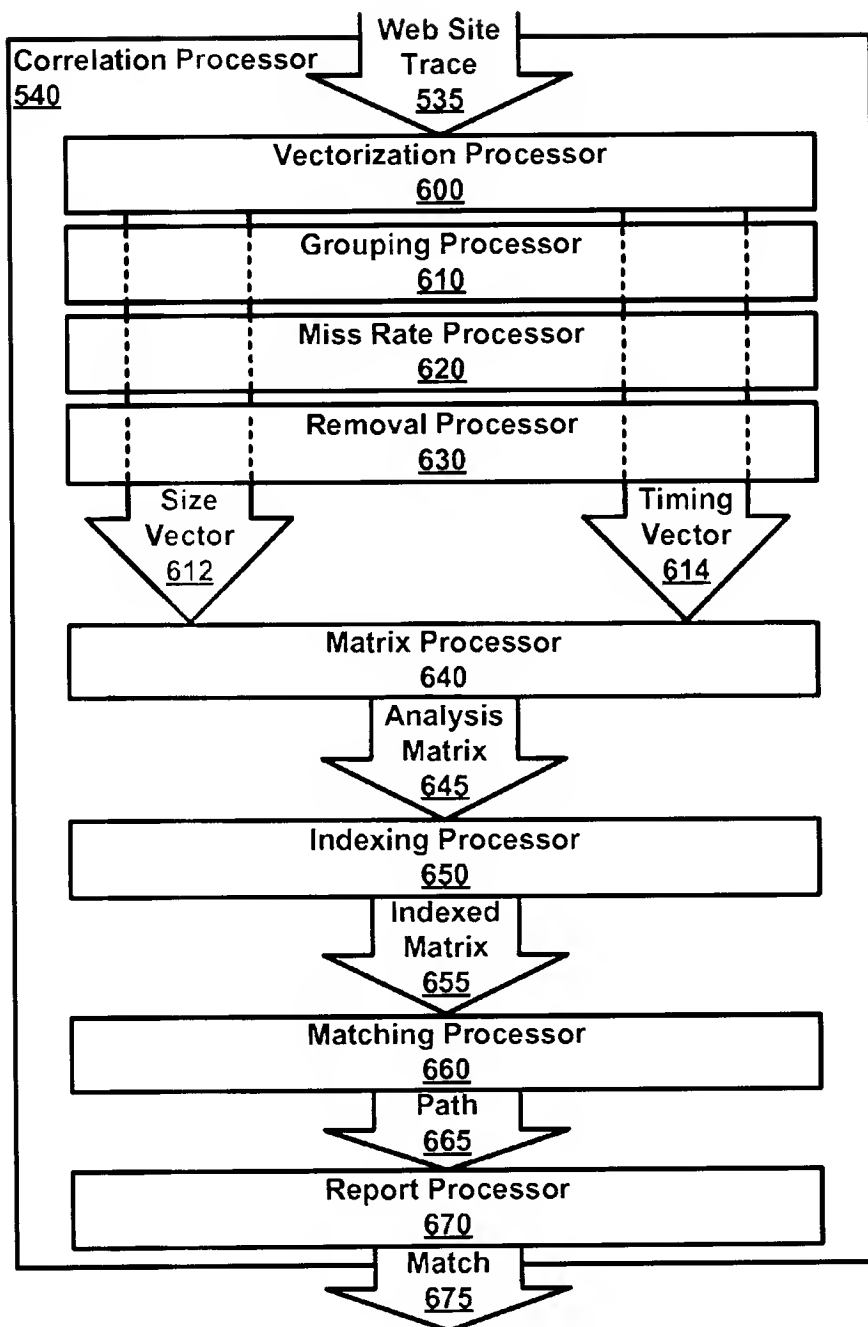 Web Site
Trace
535
Correlation Processor
540
Vectorization Processor
600
Grouping Processor
610
Miss Rate Processor
620
Removal Processor
630
Size
Vector
612
Timing
Vector
614
Matrix Processor
640
Analysis
Matrix
645
Indexing Processor
650
Indexed
Matrix
655
Matching Processor
660
Path
665
Report Processor
670
Match
675